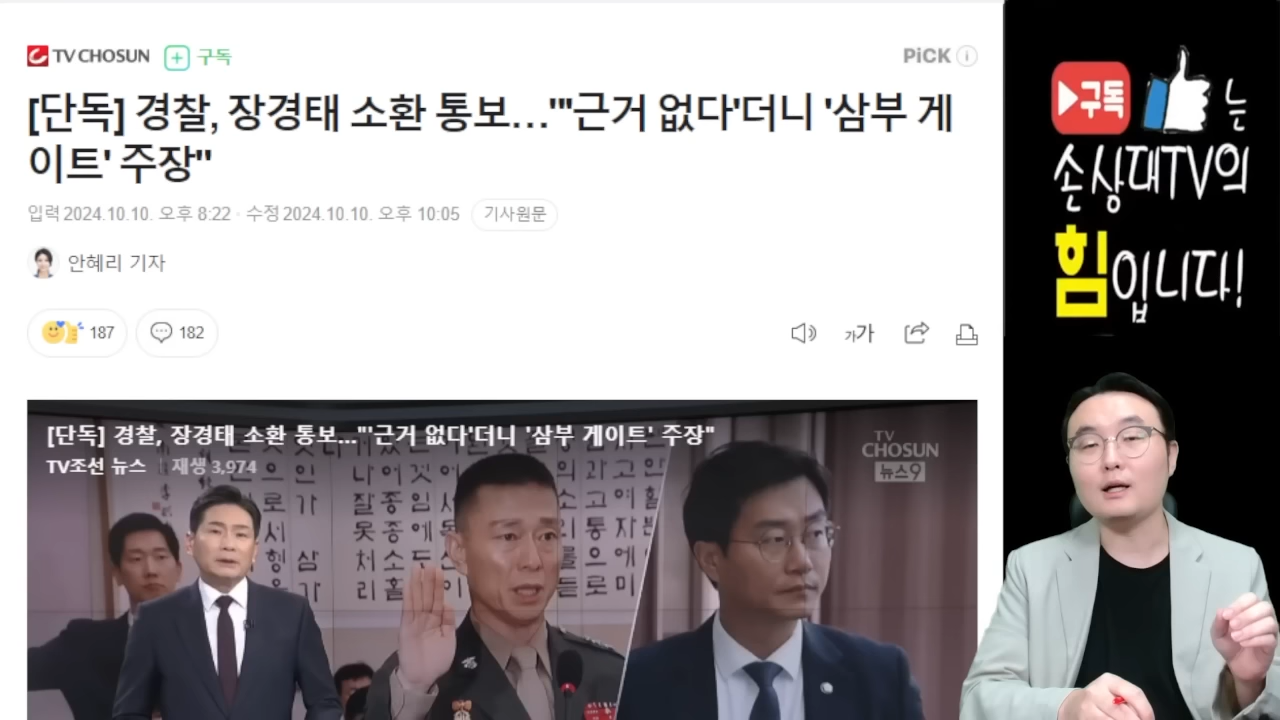 TV CHOSUN 구독
PiCK
[단독] 경찰, 장경태 소환 통보…"'근거 없다'더니 '삼부 게
이트' 주장"
입력 2024.10.10. 오후 8:22 · 수정 2024.10.10. 오후 10:05 기사원문
안혜리 기자
187 182
가가
[단독] 경찰, 장경태 소환 통보..."'근거 없다'더니 '삼부 게이트' 주장"
TV조선 뉴스 재생 3,974
TV
CHOSUN
뉴스9
구독 는
손상대TV의
힘입니다!